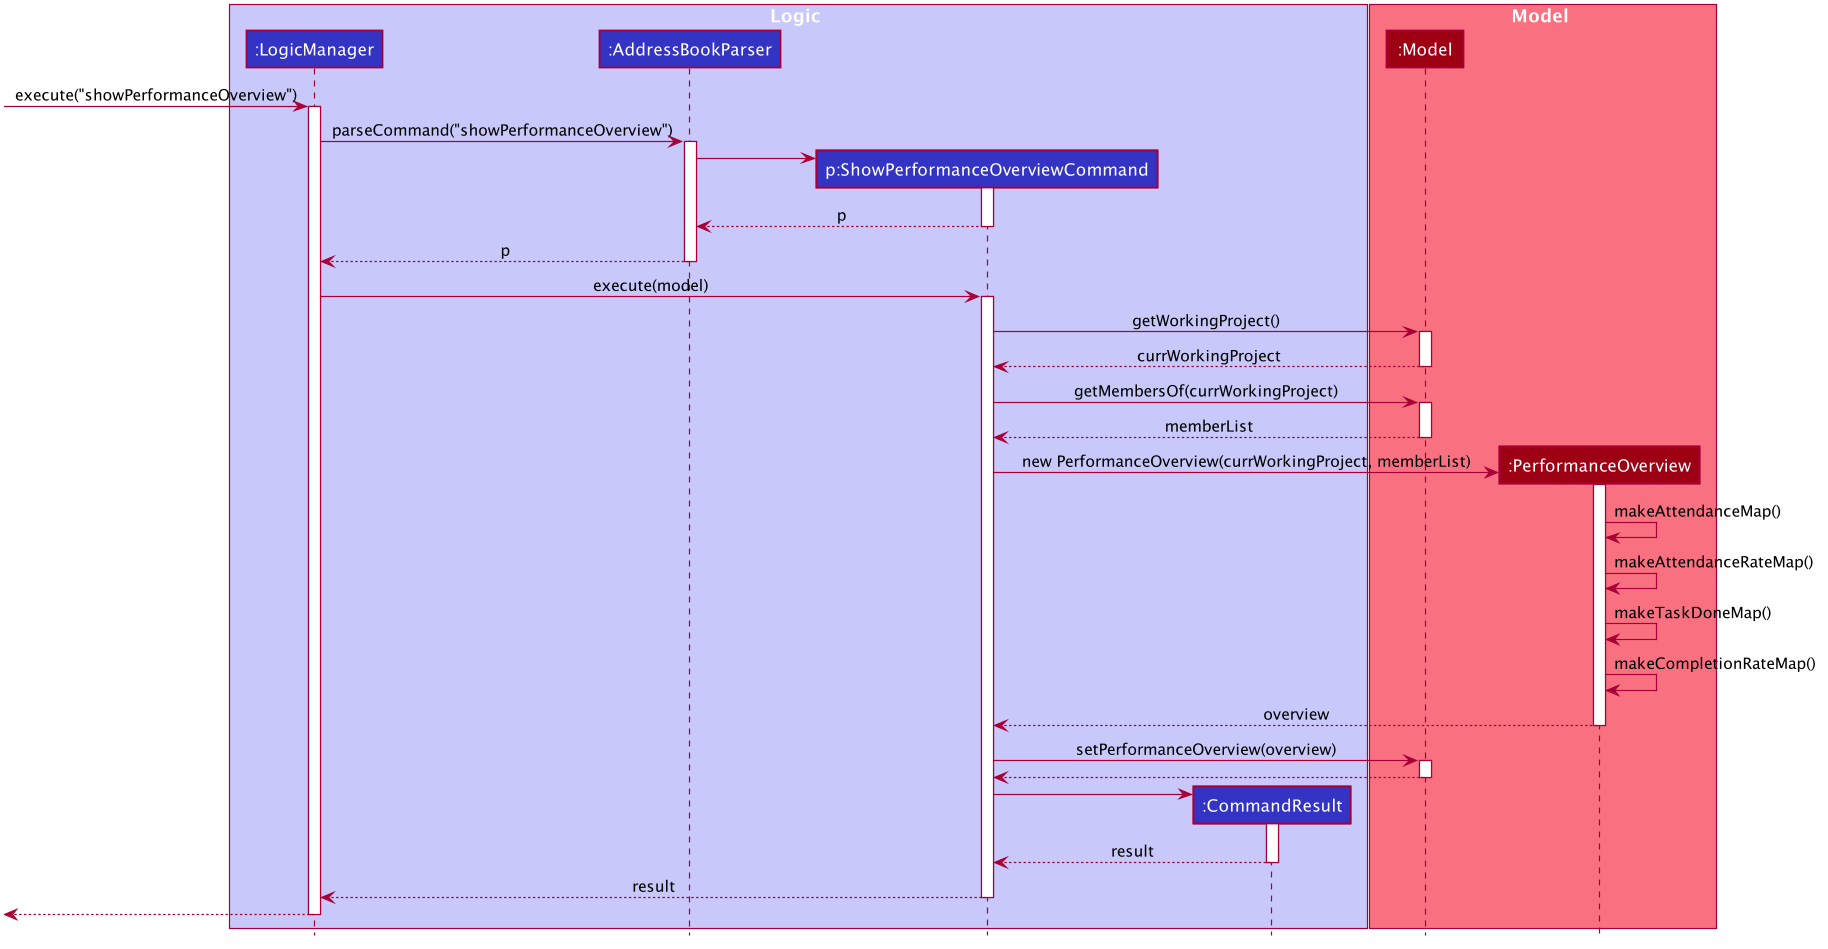 Logic
Model
:LogicManager
:AddressBookParser
:Model
execute("showPerformanceOverview")
parseCommand("showPerformanceOverview")
p:ShowPerformanceOverviewCommand
p
p
execute(model)
getWorkingProject()
currWorkingProject
getMembersOf(currWorkingProject)
memberList
new PerformanceOverview(currWorkingProject, memberList)
:PerformanceOverview
makeAttendanceMap()
makeAttendanceRateMap()
makeTaskDoneMap()
makeCompletionRateMap()
overview
setPerformanceOverview(overview)
:CommandResult
result
result